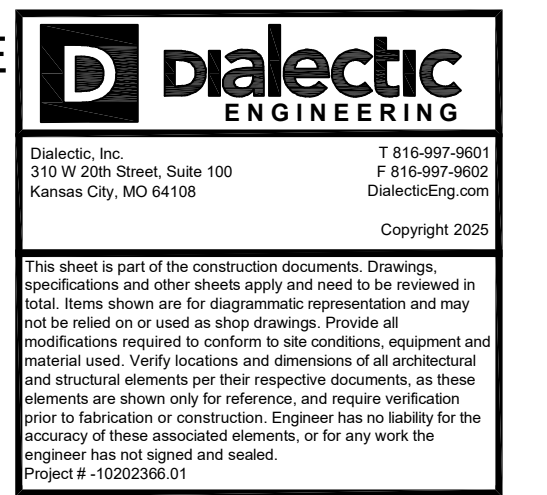 E
D Dialectic
ENGINEERING
Dialectic, Inc.
310 W 20th Street, Suite 100
Kansas City, MO 64108
T 816-997-9601
F 816-997-9602
DialecticEng.com
Copyright 2025
This sheet is part of the construction documents. Drawings,
specifications and other sheets apply and need to be reviewed in
total. Items shown are for diagrammatic representation and may
not be relied on or used as shop drawings. Provide all
modifications required to conform to site conditions, equipment and
material used. Verify locations and dimensions of all architectural
and structural elements per their respective documents, as these
elements are shown only for reference, and require verification
prior to fabrication or construction. Engineer has no liability for the
accuracy of these associated elements, or for any work the
engineer has not signed and sealed.
Project # -10202366.01